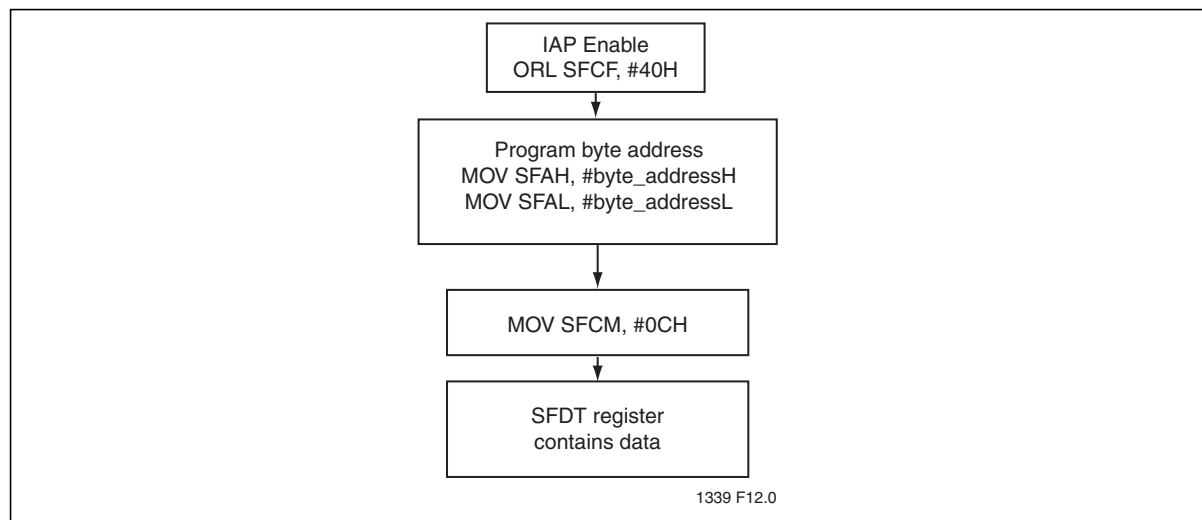 IAP Enable
ORL SFCF, #40H
Program byte address
MOV SFAH, #byte_addressH
MOV SFAL, #byte_addressL
MOV SFCM, #0CH
SFDT register
contains data
1339 F12.0